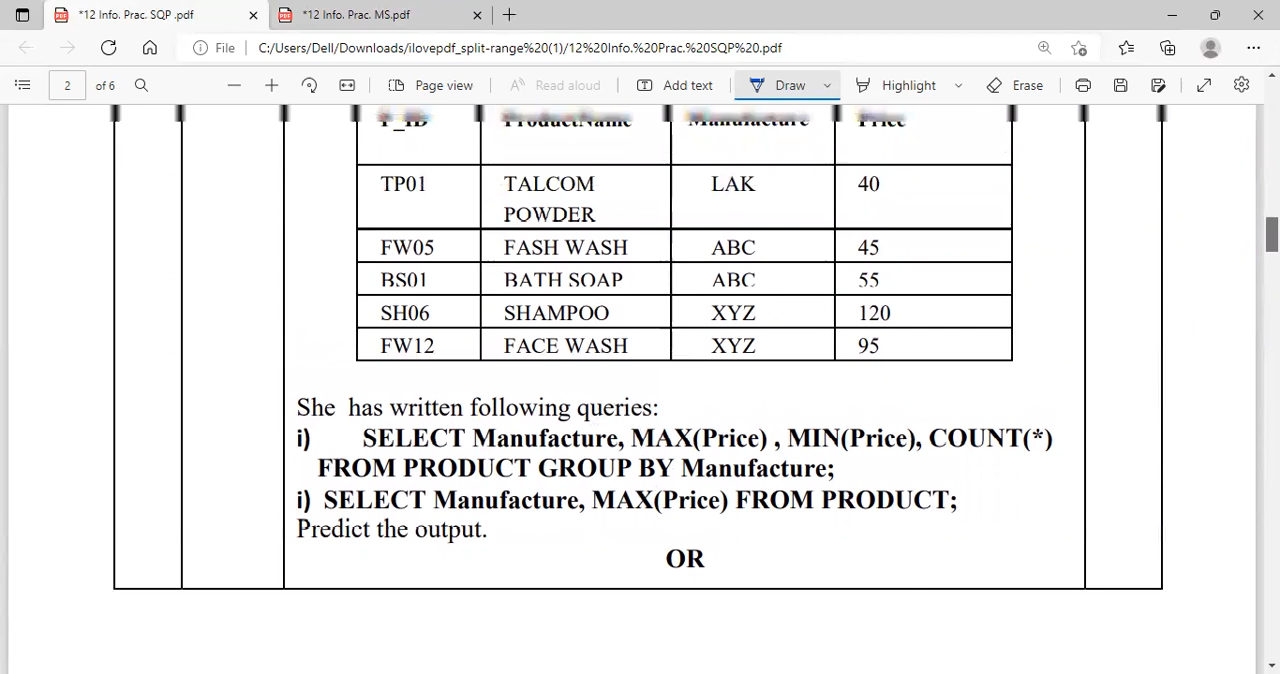 *12 Info. Prac. SQP .pdf
*12 Info. Prac. MS.pdf
File C:/Users/Dell/Downloads/ilovepdf_split-range%20(1)/12%20Info.%20Prac.%20SQP%20.pdf
2 of 6 Page view Read aloud Add text Draw Highlight Erase
P_ID ProductName Manufacture Price
TP01 TALCOM POWDER LAK 40
FW05 FASH WASH ABC 45
BS01 BATH SOAP ABC 55
SH06 SHAMPOO XYZ 120
FW12 FACE WASH XYZ 95
She has written following queries:
i) SELECT Manufacture, MAX(Price) , MIN(Price), COUNT(*)
FROM PRODUCT GROUP BY Manufacture;
i) SELECT Manufacture, MAX(Price) FROM PRODUCT;
Predict the output.
OR